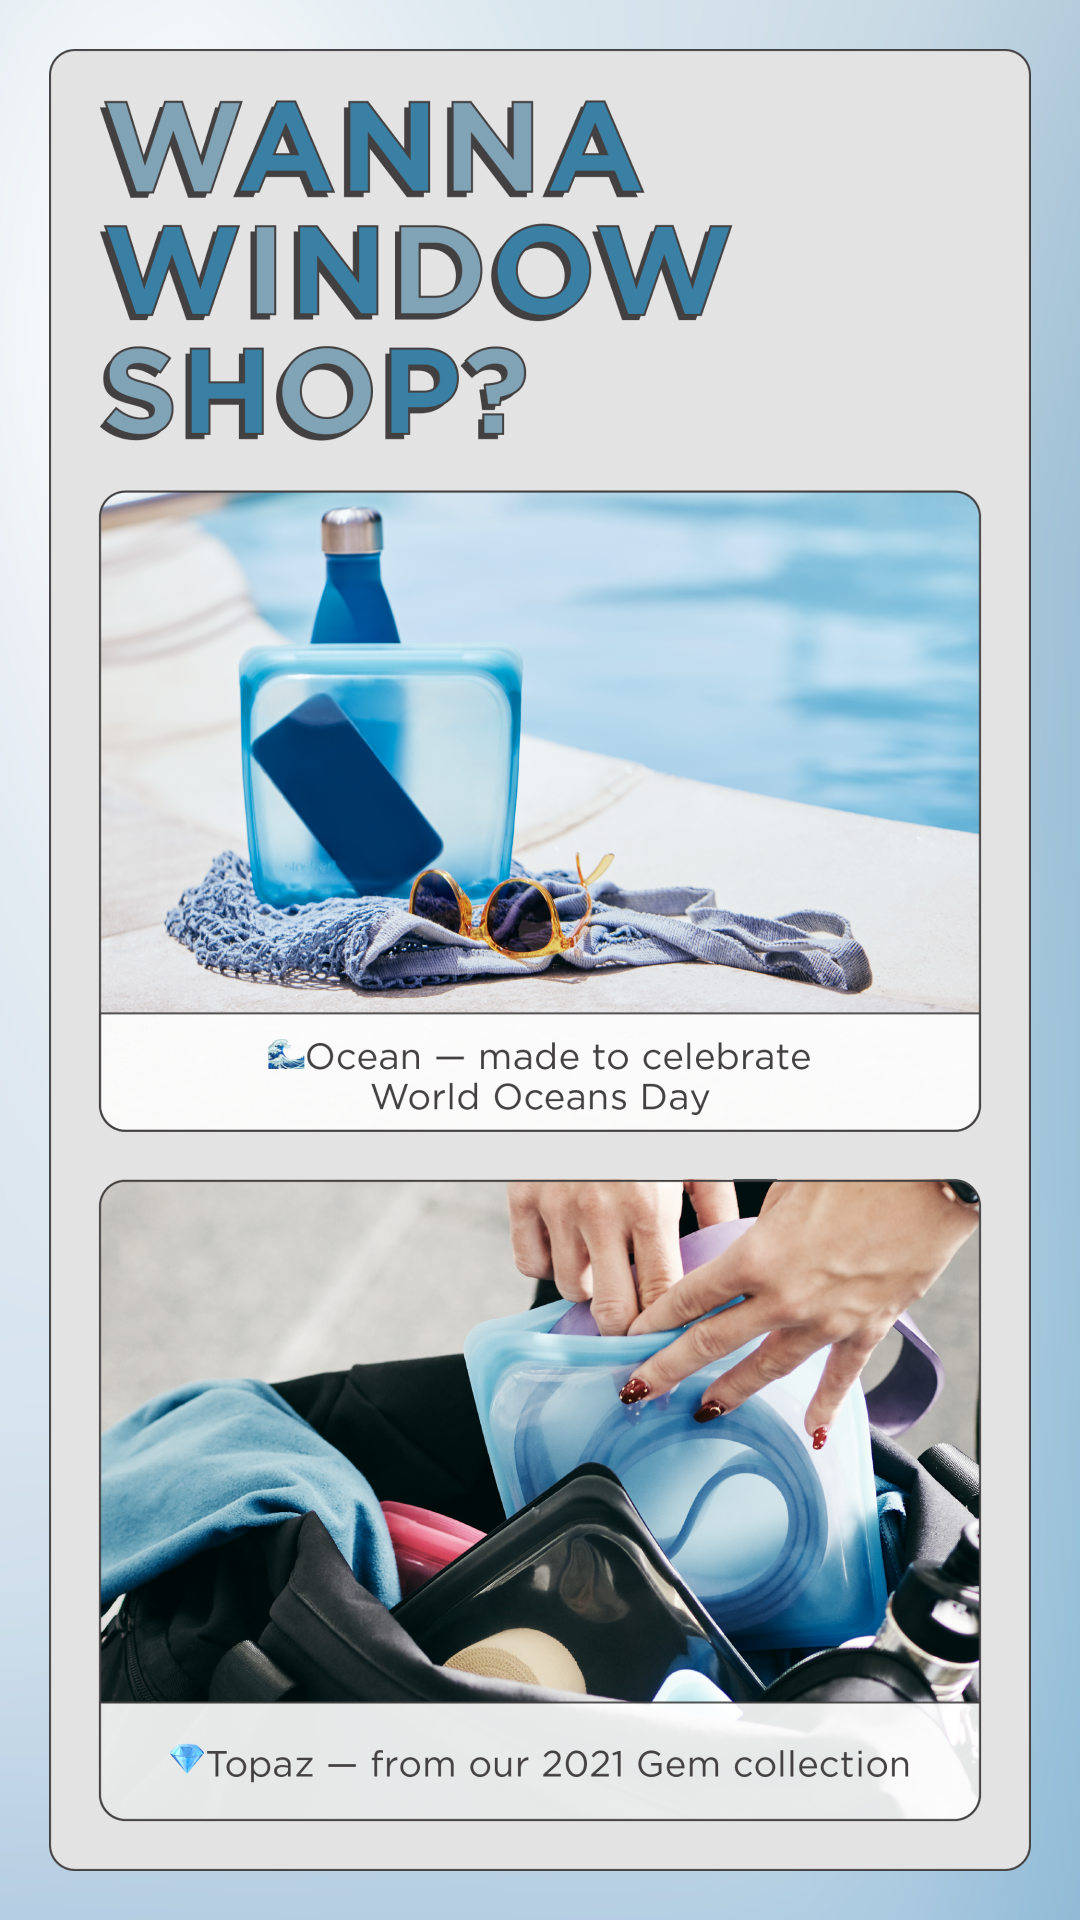 WANNA
WINDOW
SHOP?
🌊Ocean — made to celebrate
World Oceans Day
💎Topaz — from our 2021 Gem collection